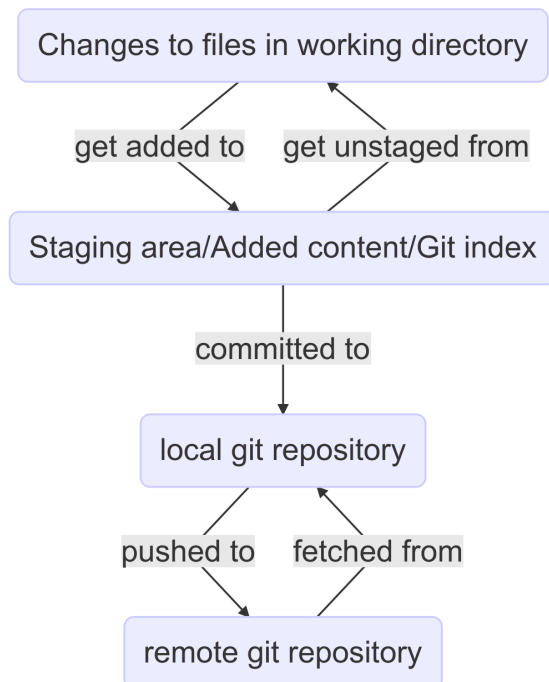 Changes to files in working directory
get added to
get unstaged from
Staging area/Added content/Git index
committed to
local git repository
pushed to
fetched from
remote git repository